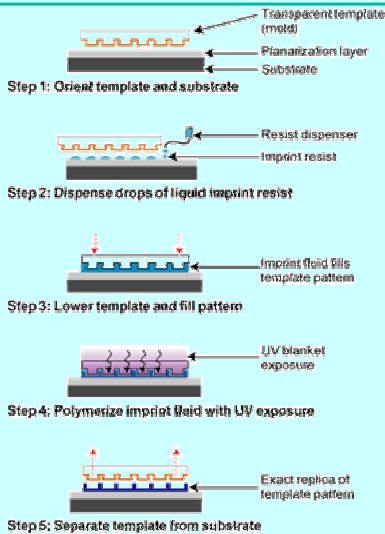 Transparent template
(mold)
Planarization layer
Substrate
Step 1: Orient template and substrate
Resist dispenser
Imprint resist
Step 2: Dispense drops of liquid imprint resist
Imprint fluid fills
template pattern
Step 3: Lower template and fill pattern
UV blanket
exposure
Step 4: Polymerize imprint fluid with UV exposure
Exact replica of
template pattern
Step 5: Separate template from substrate